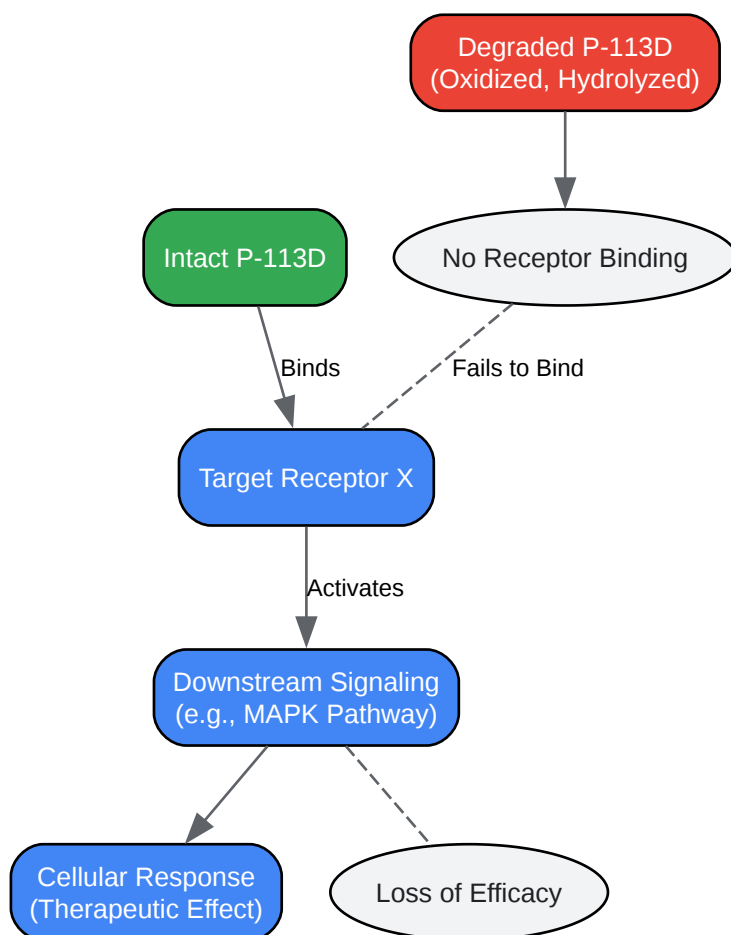 Degraded P-113D
(Oxidized, Hydrolyzed)
Intact P-113D
No Receptor Binding
Binds
Fails to Bind
Target Receptor X
Activates
Downstream Signaling
(e.g., MAPK Pathway)
Cellular Response
(Therapeutic Effect)
Loss of Efficacy